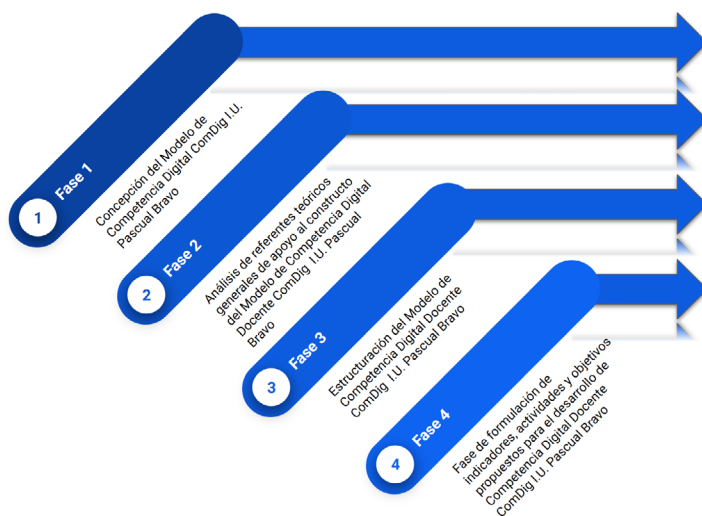 1
Fase 1
Concepción del Modelo de
Competencia Digital ComDig I.U.
Pascual Bravo
2
Fase 2
Análisis de referentes teóricos
generales de apoyo al constructo
del Modelo de Competencia Digital
Docente ComDig I.U. Pascual
Bravo
3
Fase 3
Estructuración del Modelo de
Competencia Digital Docente
ComDig I.U. Pascual Bravo
4
Fase 4
Fase de formulación de
indicadores, actividades y objetivos
propuestos para el desarrollo de
Competencia Digital Docente
ComDig I.U. Pascual Bravo